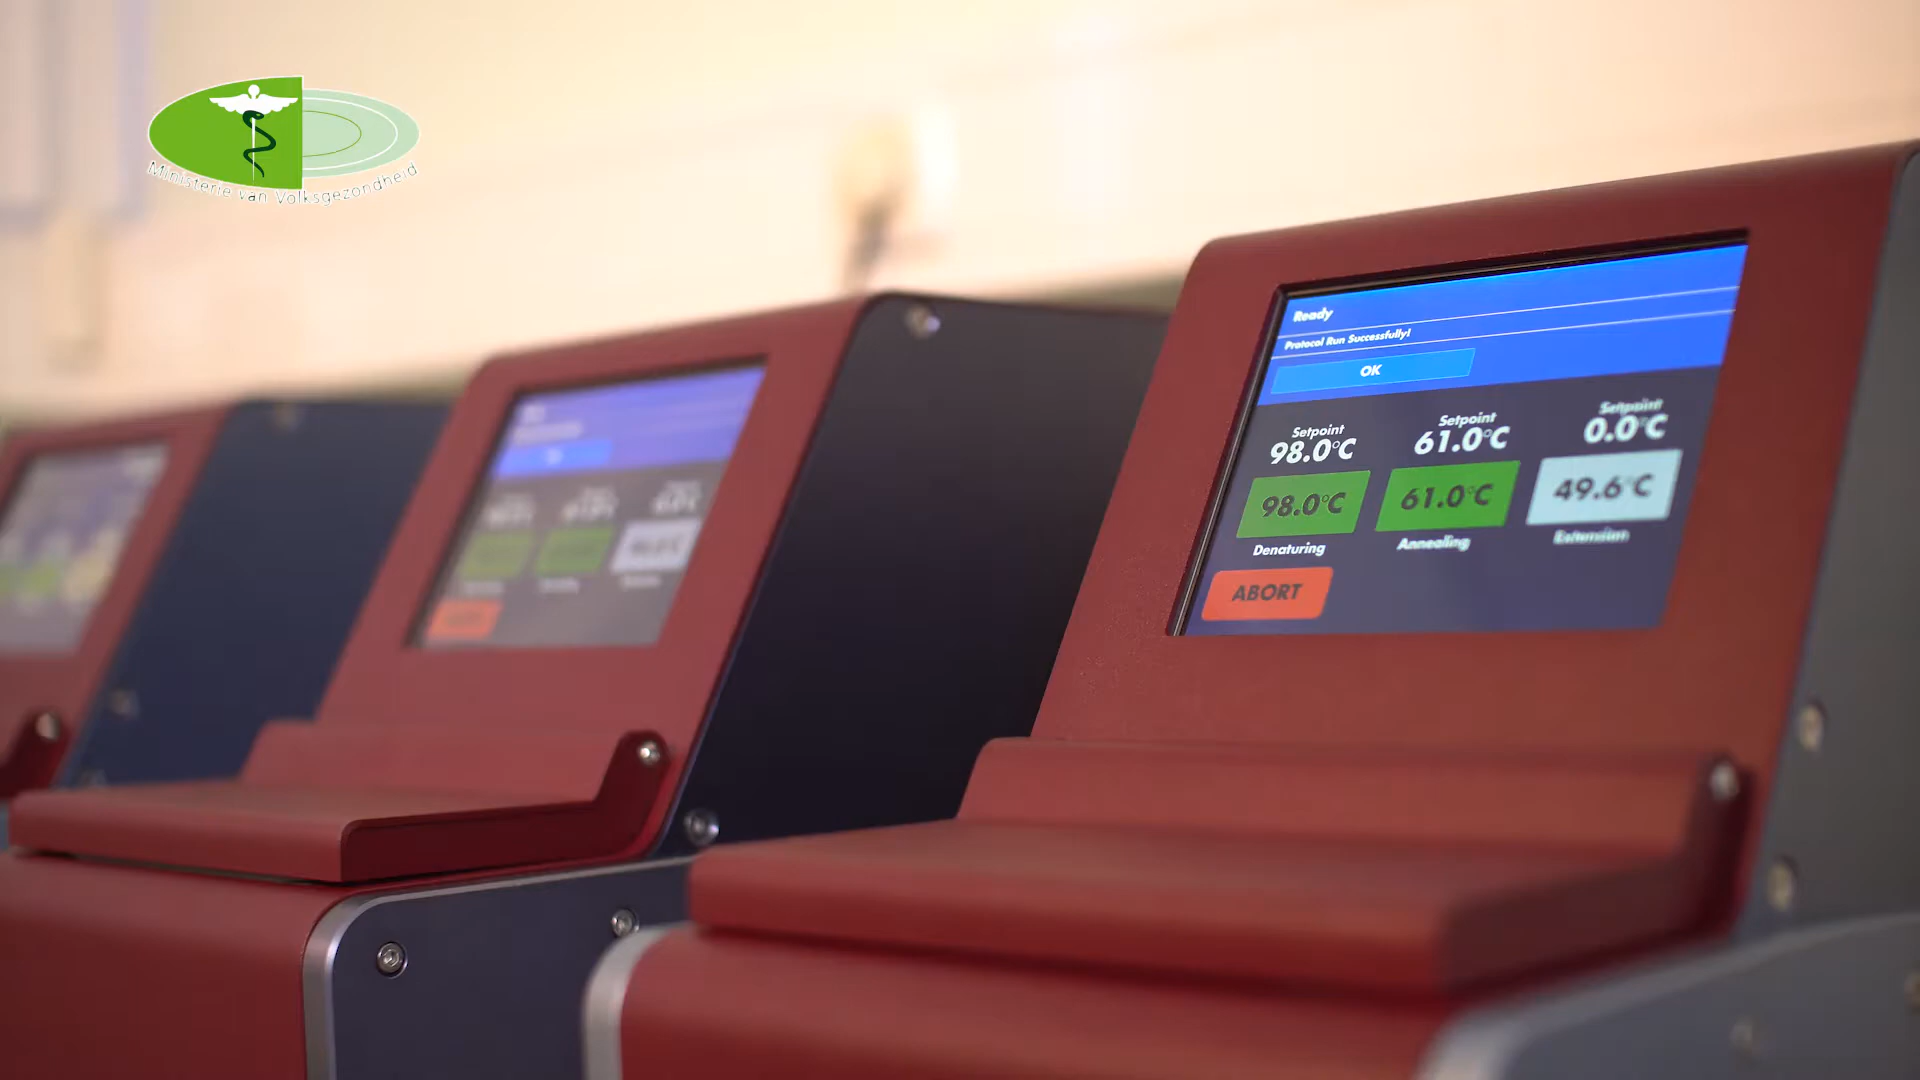 Ministerie van Volksgezondheid
Ready
Protocol Run Successfully!
OK
Setpoint Setpoint Setpoint
98.0°C 61.0°C 0.0°C
98.0°C 61.0°C 49.6°C
Denaturing Annealing Extension
ABORT